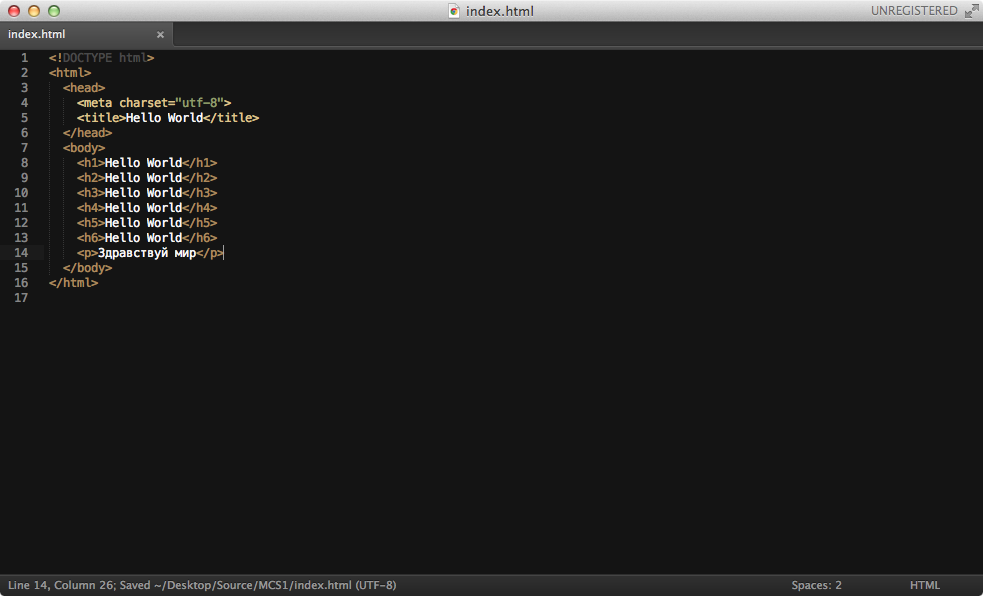 index.html
UNREGISTERED
index.html ×
1 <!DOCTYPE html>
2 <html>
3   <head>
4     <meta charset="utf-8">
5     <title>Hello World</title>
6   </head>
7   <body>
8     <h1>Hello World</h1>
9     <h2>Hello World</h2>
10     <h3>Hello World</h3>
11     <h4>Hello World</h4>
12     <h5>Hello World</h5>
13     <h6>Hello World</h6>
14     <p>Здравствуй мир</p>
15   </body>
16 </html>
17
Line 14, Column 26; Saved ~/Desktop/Source/MCS1/index.html (UTF-8)
Spaces: 2
HTML